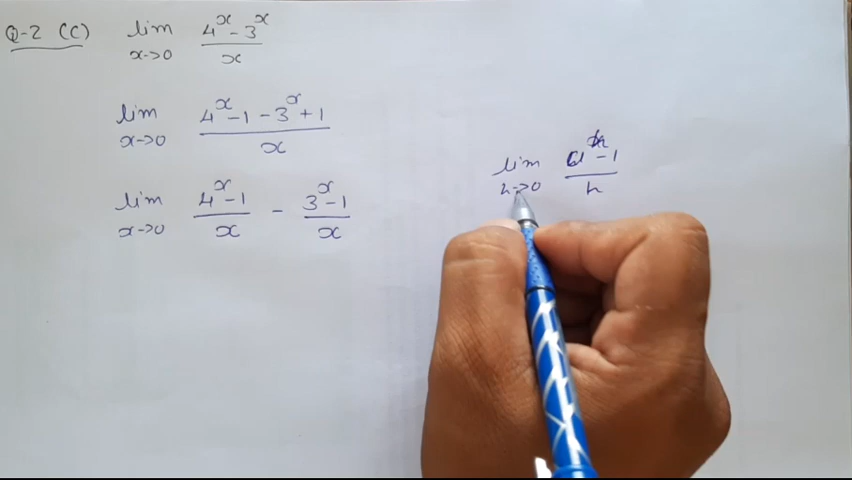 Q-2 (C) lim x→0 (4^x - 3^x)/x
lim x→0 (4^x - 1 - 3^x + 1)/x
lim x→0 (4^x - 1)/x - (3^x - 1)/x
lim h→0 (a^h - 1)/h